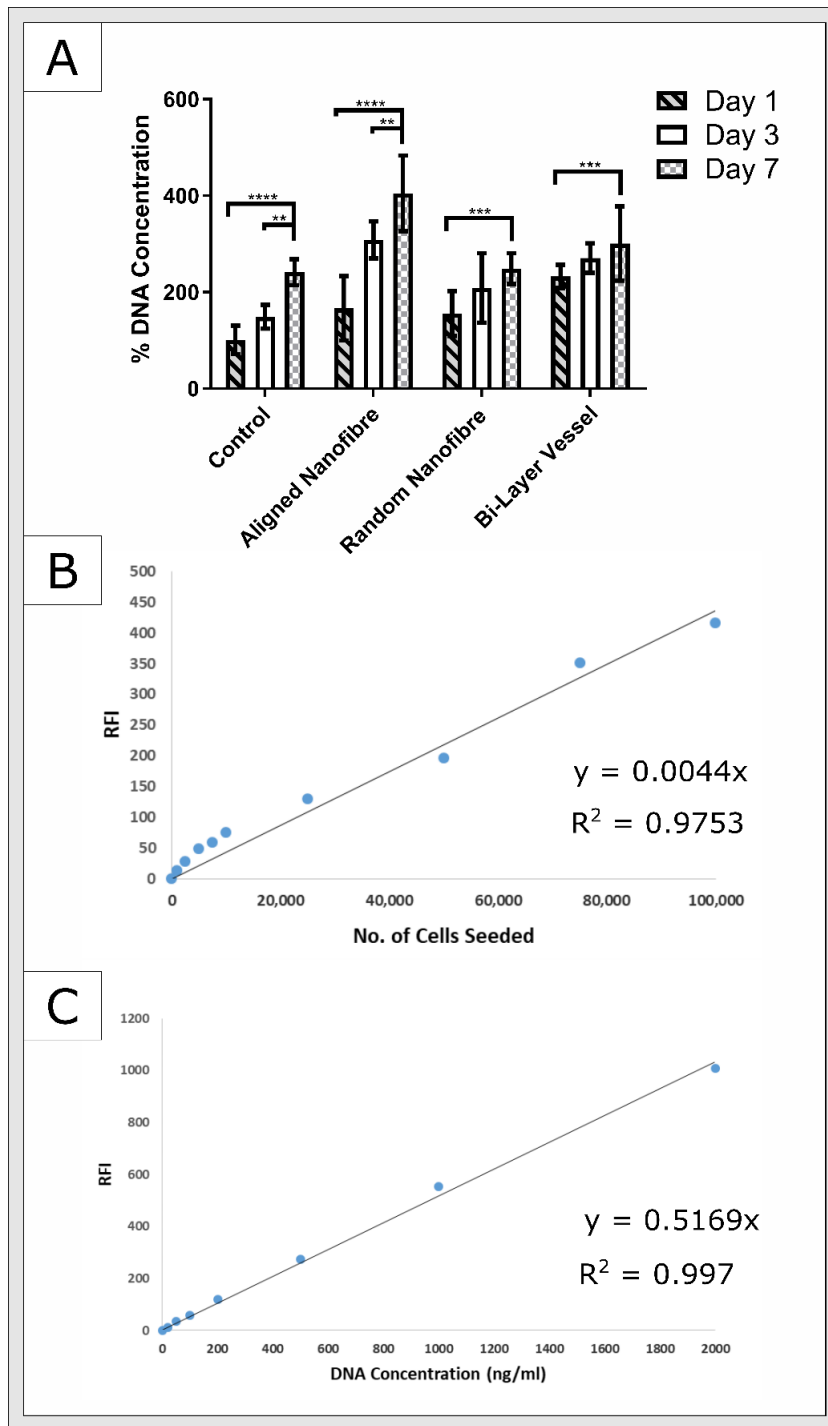 A
600
400
200
0
% DNA Concentration
****
**
****
**
***
***
Day 1
Day 3
Day 7
Control
Aligned Nanofibre
Random Nanofibre
Bi-Layer Vessel
B
500
450
400
350
300
250
200
150
100
50
0
RFI
y = 0.0044x
R² = 0.9753
0 20,000 40,000 60,000 80,000 100,000
No. of Cells Seeded
C
1200
1000
800
600
400
200
0
RFI
y = 0.5169x
R² = 0.997
0 200 400 600 800 1000 1200 1400 1600 1800 2000
DNA Concentration (ng/ml)